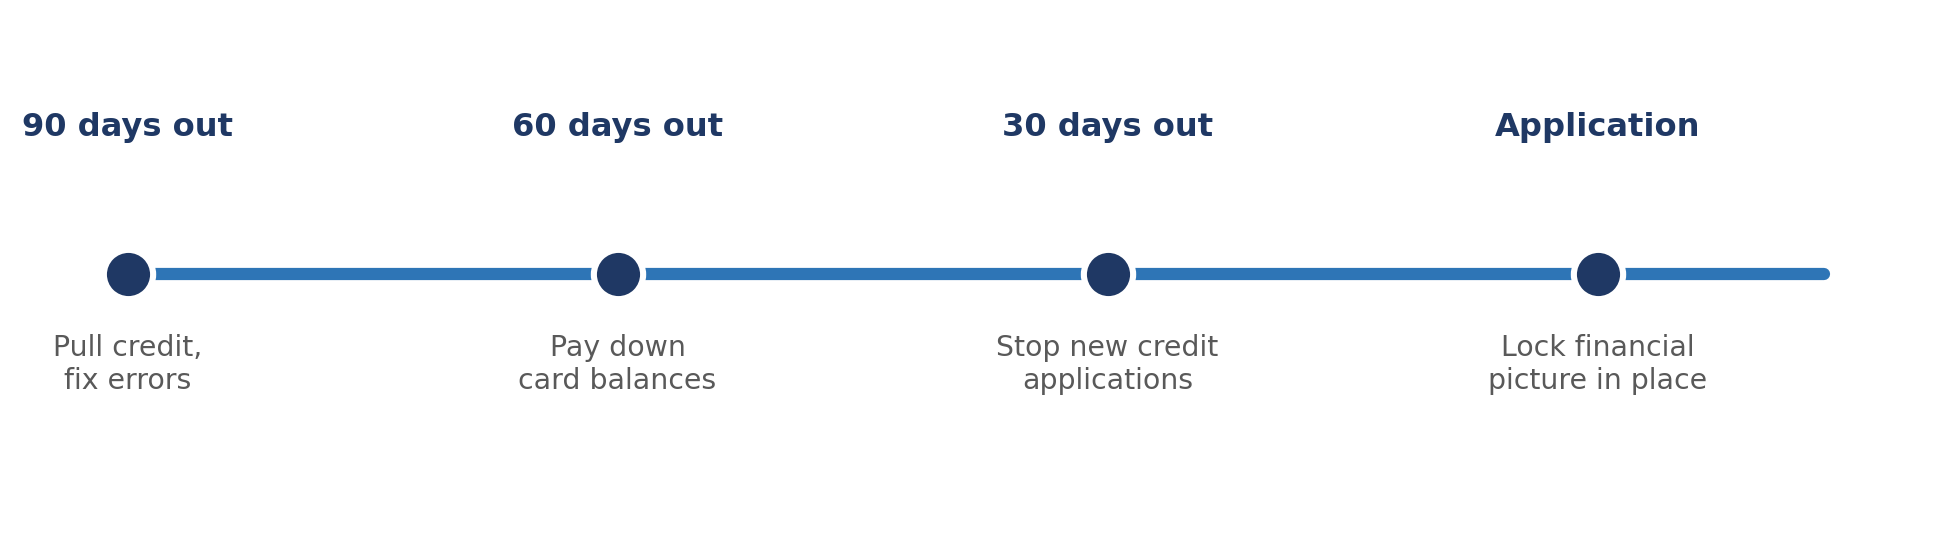 90 days out
60 days out
30 days out
Application
Pull credit,
fix errors
Pay down
card balances
Stop new credit
applications
Lock financial
picture in place